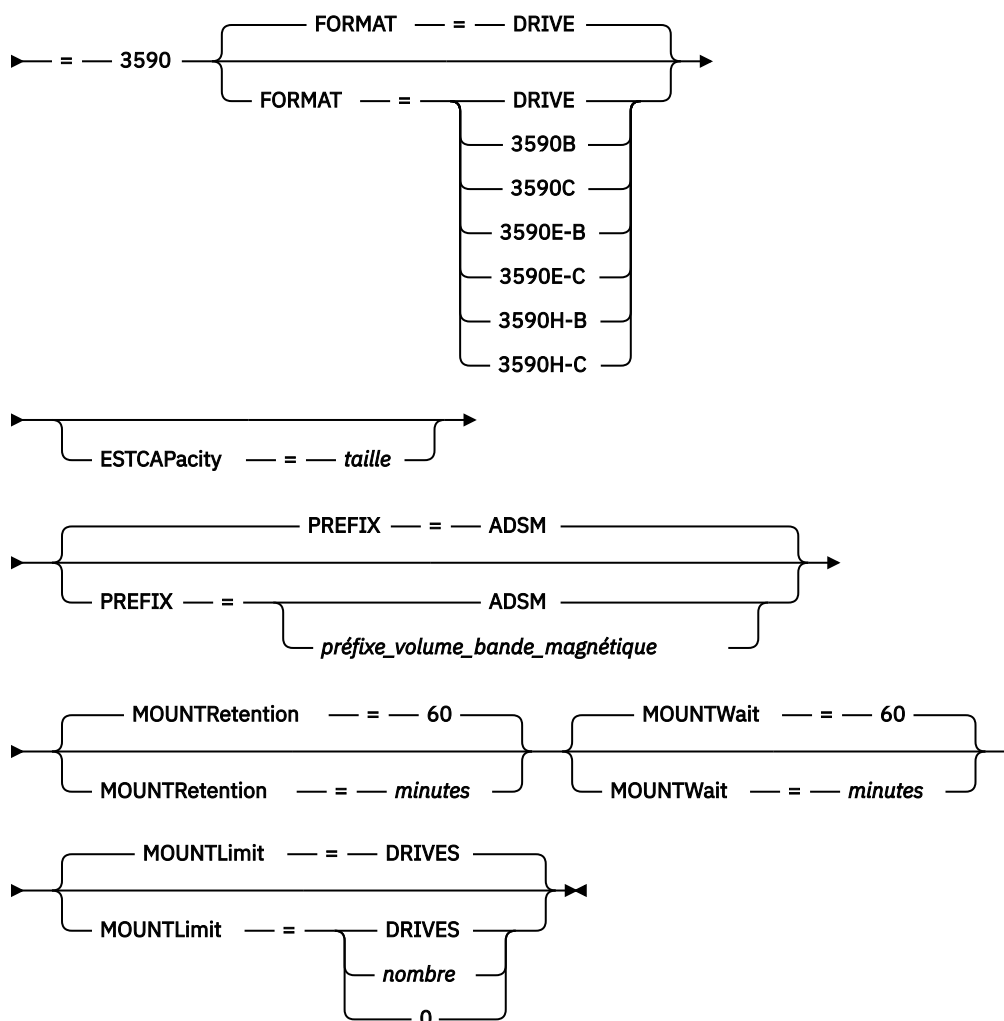 FORMAT = DRIVE
= 3590
FORMAT = DRIVE
3590B
3590C
3590E-B
3590E-C
3590H-B
3590H-C
ESTCAPacity = taille
PREFIX = ADSM
PREFIX = ADSM
préfixe_volume_bande_magnétique
MOUNTRetention = 60 MOUNTWait = 60
MOUNTRetention = minutes MOUNTWait = minutes
MOUNTLimit = DRIVES
MOUNTLimit = DRIVES
nombre
0